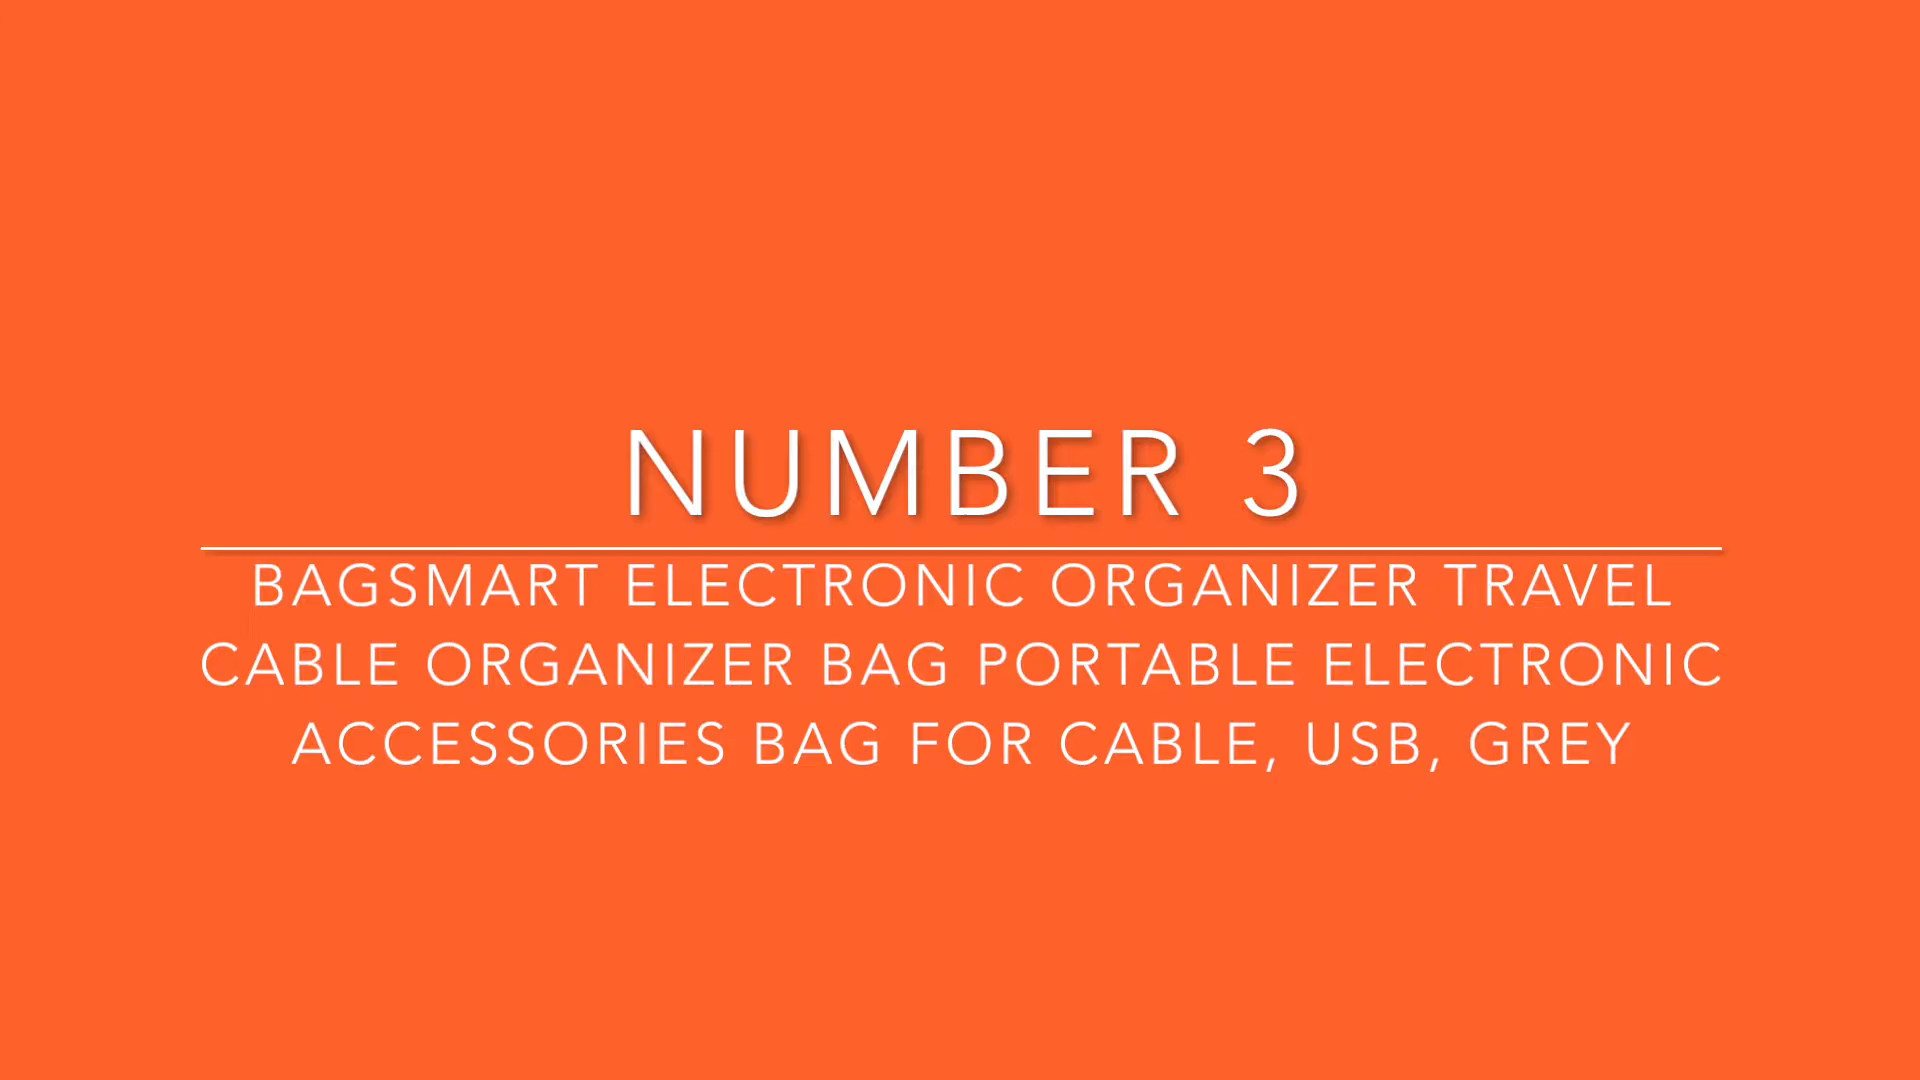 NUMBER 3
BAGSMART ELECTRONIC ORGANIZER TRAVEL
CABLE ORGANIZER BAG PORTABLE ELECTRONIC
ACCESSORIES BAG FOR CABLE, USB, GREY